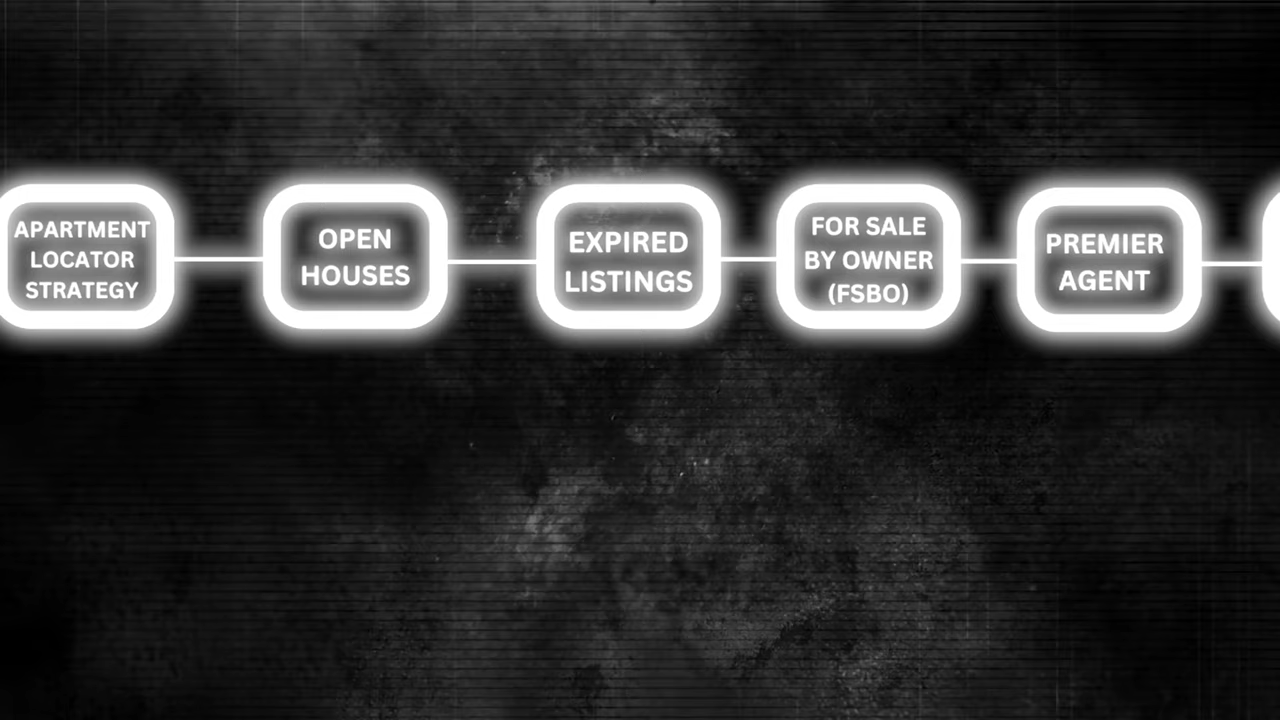 APARTMENT
LOCATOR
STRATEGY
OPEN
HOUSES
EXPIRED
LISTINGS
FOR SALE
BY OWNER
(FSBO)
PREMIER
AGENT